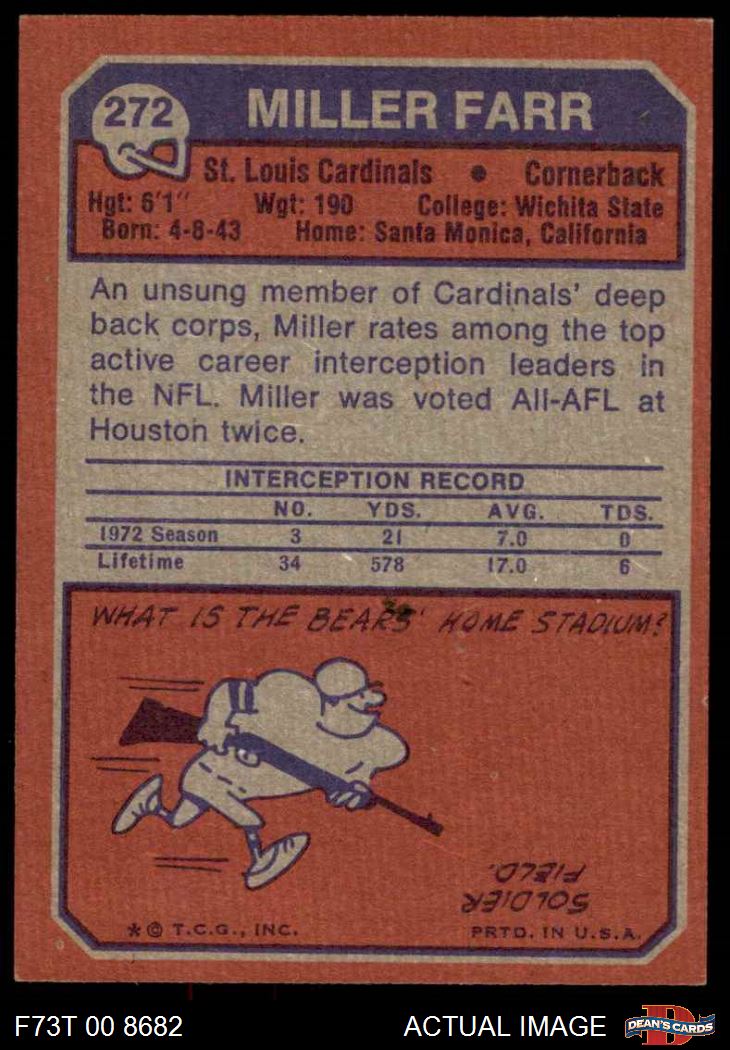 272
MILLER FARR
St. Louis Cardinals • Cornerback
Hgt: 6'1" Wgt: 190 College: Wichita State
Born: 4-8-43 Home: Santa Monica, California
An unsung member of Cardinals' deep
back corps, Miller rates among the top
active career interception leaders in
the NFL. Miller was voted All-AFL at
Houston twice.
INTERCEPTION RECORD
NO. YDS. AVG. TDS.
1972 Season 3 21 7.0 0
Lifetime 34 578 17.0 6
WHAT IS THE BEARS' HOME STADIUM?
SOLDIER
FIELD.
*© T.C.G., INC. PRTD. IN U.S.A.
F73T 00 8682 ACTUAL IMAGE
D
DEAN'S CARDS